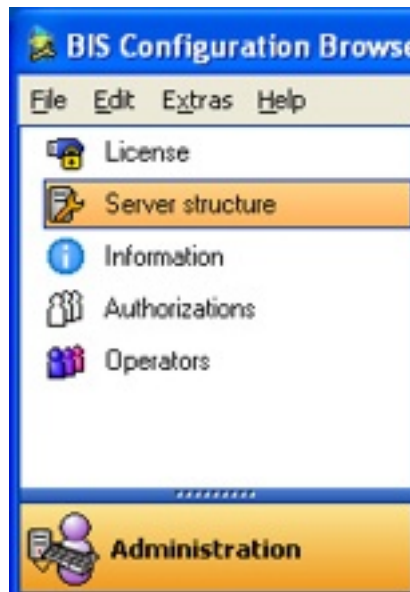 BIS Configuration Browse
File Edit Extras Help
License
Server structure
Information
Authorizations
Operators
Administration